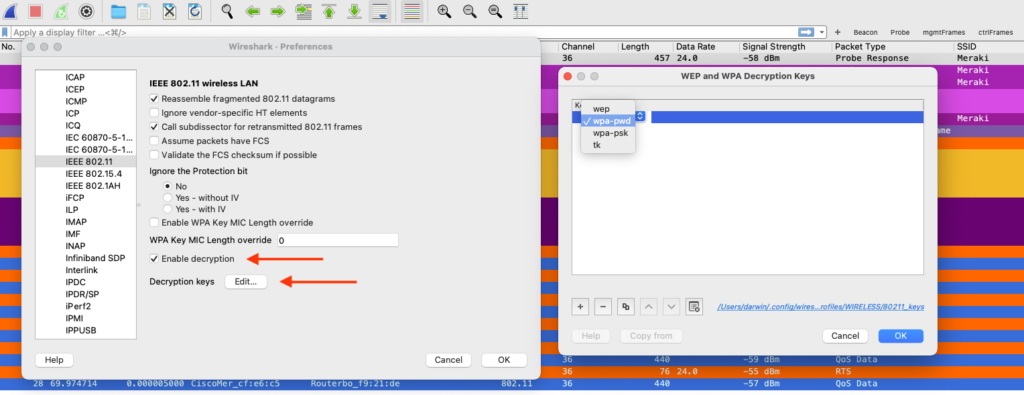 Apply a display filter ...<⌘/>
+ Beacon Probe mgmtFrames ctrlFrames
No. Channel Length Data Rate Signal Strength Packet Type SSID
36 457 24.0 -58 dBm Probe Response Meraki
Meraki
Meraki
Meraki
Wireshark · Preferences
ICAP
ICEP
ICMP
ICP
ICQ
IEC 60870-5-1...
IEC 60870-5-1...
IEEE 802.11
IEEE 802.15.4
IEEE 802.1AH
iFCP
ILP
IMAP
IMF
INAP
Infiniband SDP
Interlink
IPDC
IPDR/SP
iPerf2
IPMI
IPPUSB
IEEE 802.11 wireless LAN
Reassemble fragmented 802.11 datagrams
Ignore vendor-specific HT elements
Call subdissector for retransmitted 802.11 frames
Assume packets have FCS
Validate the FCS checksum if possible
Ignore the Protection bit
No
Yes - without IV
Yes - with IV
Enable WPA Key MIC Length override
WPA Key MIC Length override 0
Enable decryption
Decryption keys Edit...
Help Cancel OK
WEP and WPA Decryption Keys
wep
wpa-pwd
wpa-psk
tk
/Users/darwin/.config/wires...rofiles/WIRELESS/80211_keys
Help Copy from Cancel OK
36 440 -59 dBm QoS Data
36 76 24.0 -55 dBm RTS
28 69.974714 0.000005000 CiscoMer_cf:e6:c5 Routerbo_f9:21:de 802.11 36 440 -57 dBm QoS Data